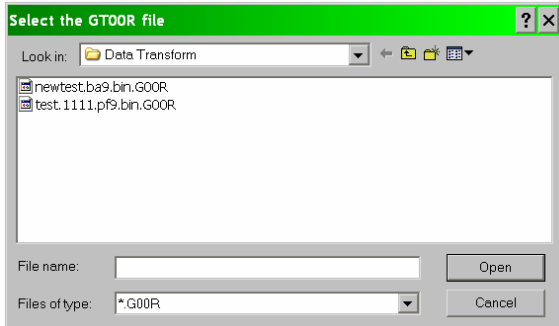 Select the GT00R file
Look in: Data Transform
newtest.ba9.bin.G00R
test.1111.pf9.bin.G00R
File name: Open
Files of type: *.G00R Cancel